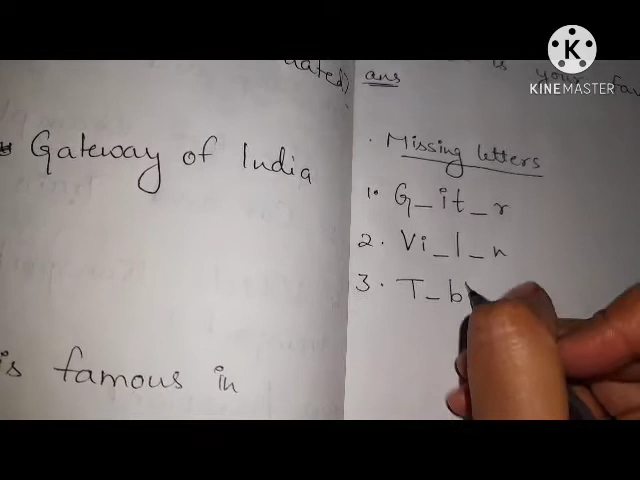 ans
KINEMASTER
Gateway of India
Missing letters
1. G_it_r
2. Vi_l_n
3. T_b
is famous in